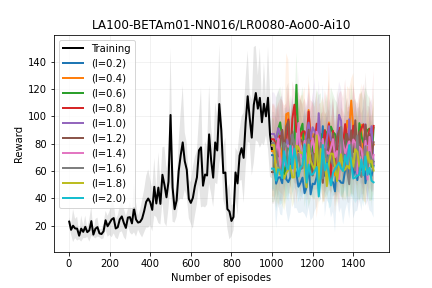 LA100-BETAm01-NN016/LR0080-Ao00-Ai10
Training
(l=0.2)
(l=0.4)
(l=0.6)
(l=0.8)
(l=1.0)
(l=1.2)
(l=1.4)
(l=1.6)
(l=1.8)
(l=2.0)
Reward
140
120
100
80
60
40
20
0 200 400 600 800 1000 1200 1400
Number of episodes